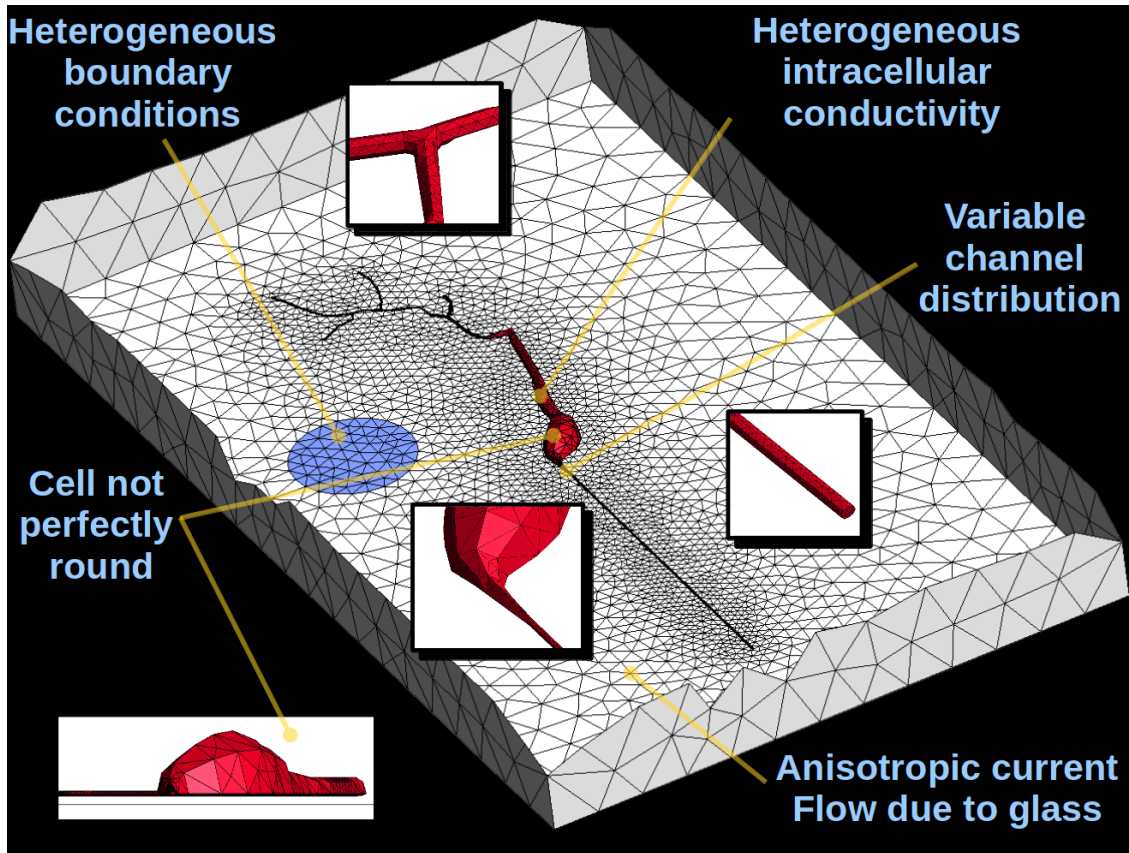 Heterogeneous
boundary
conditions
Heterogeneous
intracellular
conductivity
Variable
channel
distribution
Cell not
perfectly
round
Anisotropic current
Flow due to glass